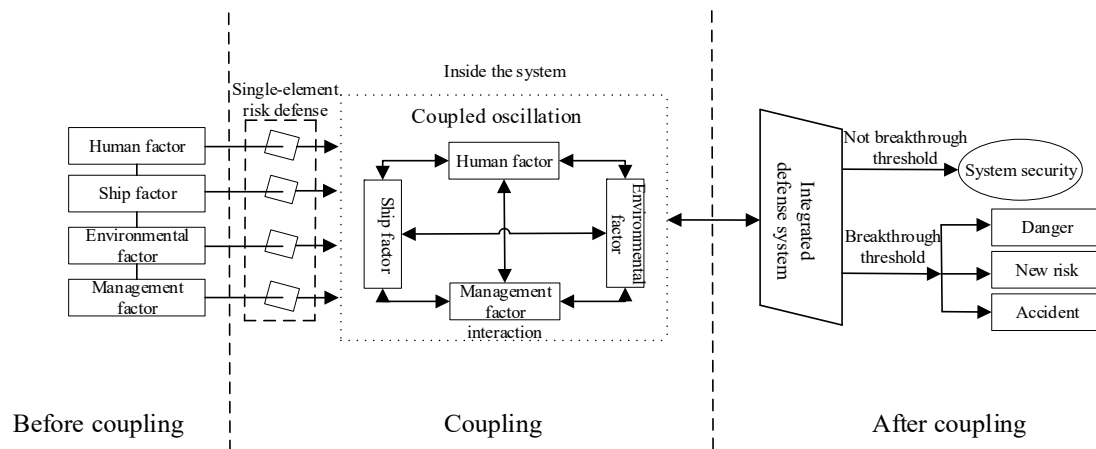 Human factor
Ship factor
Environmental
factor
Management
factor
Before coupling
Single-element
risk defense
Inside the system
Coupled oscillation
Human factor
Ship factor
Environmental
factor
Management
factor
interaction
Coupling
Integrated
defense system
Not breakthrough
threshold
System security
Breakthrough
threshold
Danger
New risk
Accident
After coupling